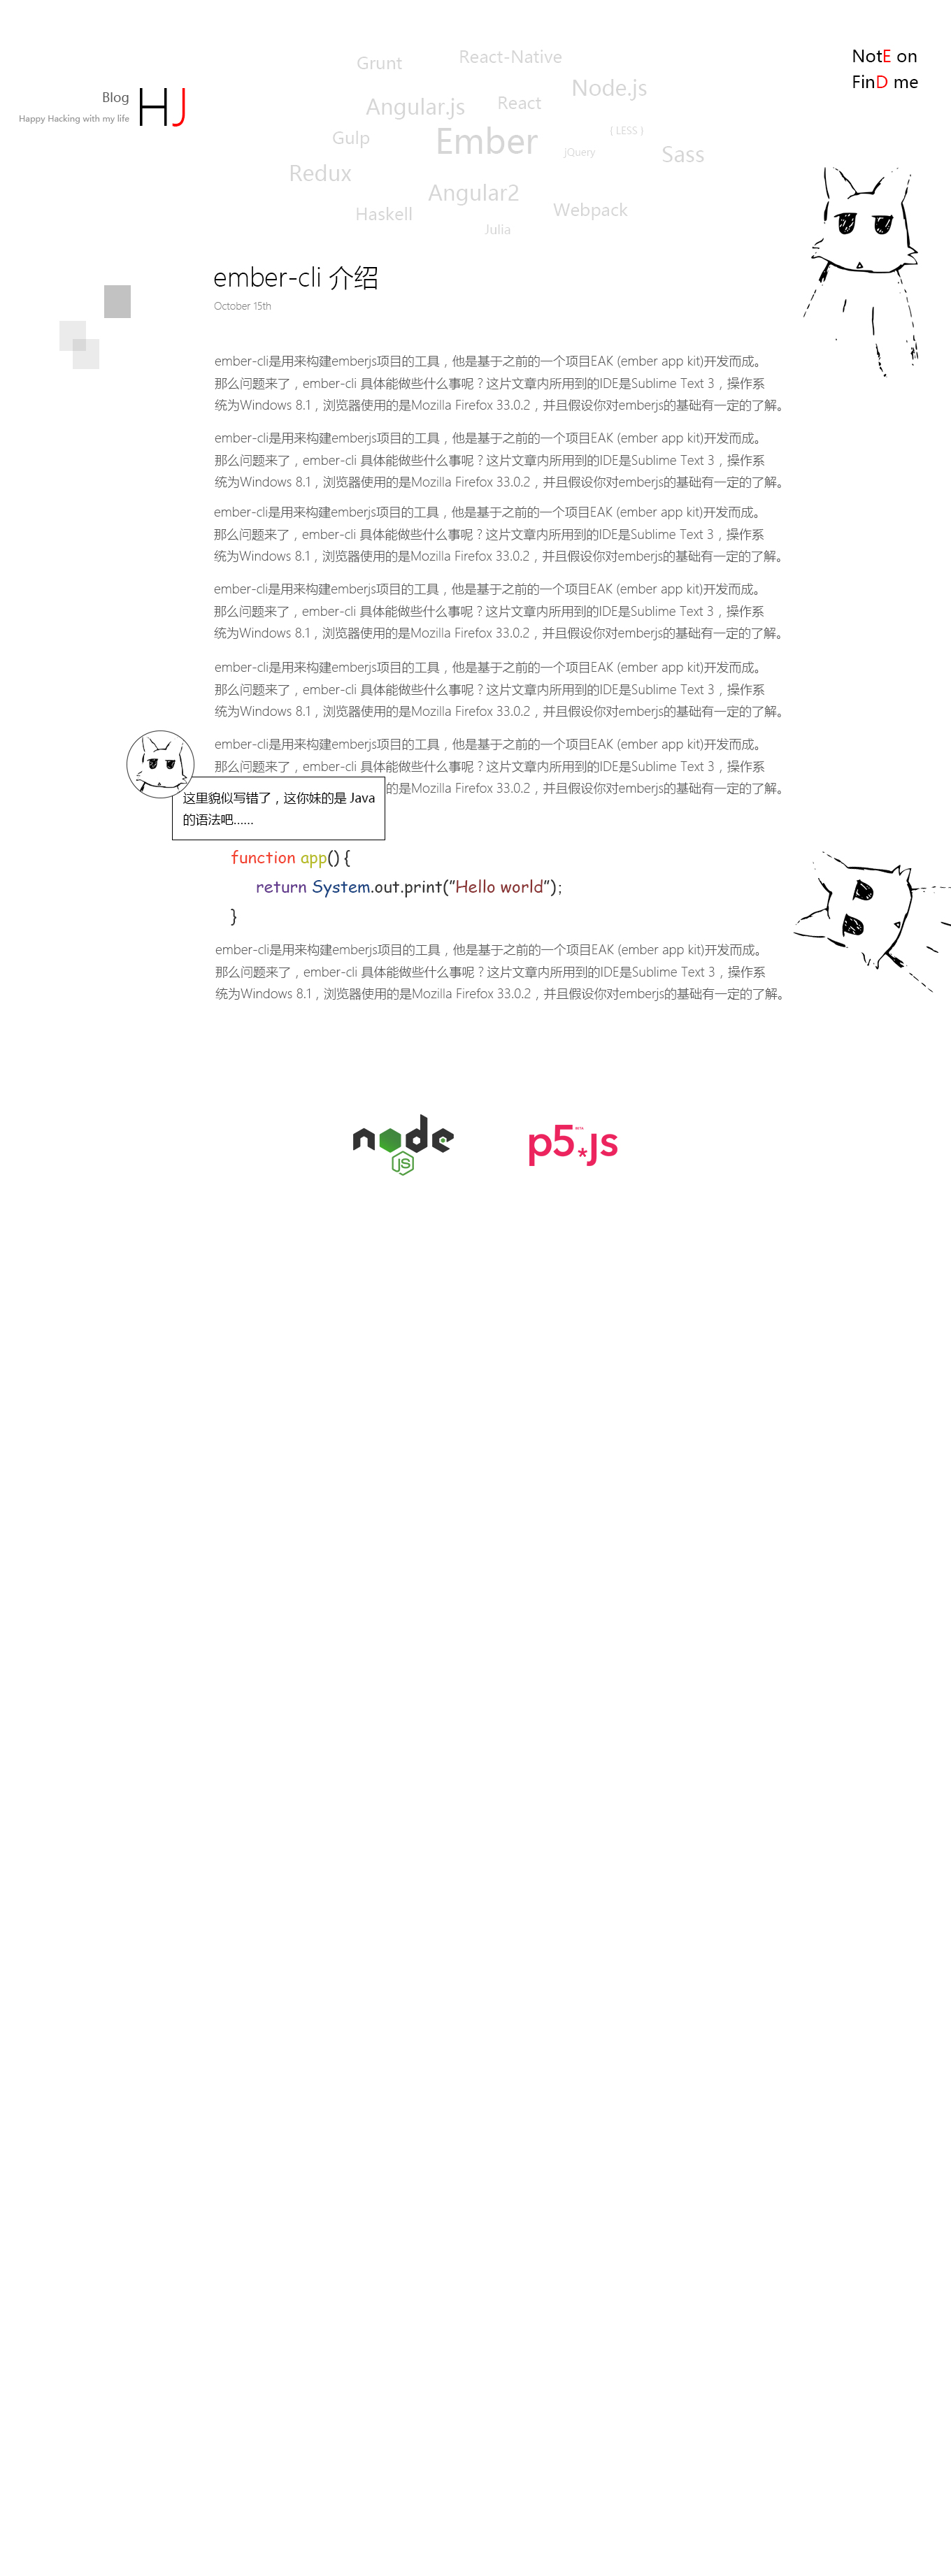 NotE on
FinD me
Blog
Happy Hacking with my life
HJ
Grunt
React-Native
Node.js
Angular.js
React
Gulp
Ember
( LESS )
jQuery
Sass
Redux
Angular2
Haskell
Webpack
Julia
ember-cli 介绍
October 15th
ember-cli是用来构建emberjs项目的工具，他是基于之前的一个项目EAK (ember app kit)开发而成。
那么问题来了，ember-cli 具体能做些什么事呢？这片文章内所用到的IDE是Sublime Text 3，操作系
统为Windows 8.1，浏览器使用的是Mozilla Firefox 33.0.2，并且假设你对emberjs的基础有一定的了解。
ember-cli是用来构建emberjs项目的工具，他是基于之前的一个项目EAK (ember app kit)开发而成。
那么问题来了，ember-cli 具体能做些什么事呢？这片文章内所用到的IDE是Sublime Text 3，操作系
统为Windows 8.1，浏览器使用的是Mozilla Firefox 33.0.2，并且假设你对emberjs的基础有一定的了解。
ember-cli是用来构建emberjs项目的工具，他是基于之前的一个项目EAK (ember app kit)开发而成。
那么问题来了，ember-cli 具体能做些什么事呢？这片文章内所用到的IDE是Sublime Text 3，操作系
统为Windows 8.1，浏览器使用的是Mozilla Firefox 33.0.2，并且假设你对emberjs的基础有一定的了解。
ember-cli是用来构建emberjs项目的工具，他是基于之前的一个项目EAK (ember app kit)开发而成。
那么问题来了，ember-cli 具体能做些什么事呢？这片文章内所用到的IDE是Sublime Text 3，操作系
统为Windows 8.1，浏览器使用的是Mozilla Firefox 33.0.2，并且假设你对emberjs的基础有一定的了解。
ember-cli是用来构建emberjs项目的工具，他是基于之前的一个项目EAK (ember app kit)开发而成。
那么问题来了，ember-cli 具体能做些什么事呢？这片文章内所用到的IDE是Sublime Text 3，操作系
统为Windows 8.1，浏览器使用的是Mozilla Firefox 33.0.2，并且假设你对emberjs的基础有一定的了解。
ember-cli是用来构建emberjs项目的工具，他是基于之前的一个项目EAK (ember app kit)开发而成。
那么问题来了，ember-cli 具体能做些什么事呢？这片文章内所用到的IDE是Sublime Text 3，操作系
的是Mozilla Firefox 33.0.2，并且假设你对emberjs的基础有一定的了解。
这里貌似写错了，这你妹的是 Java
的语法吧......
function app() {
return System.out.print("Hello world");
}
ember-cli是用来构建emberjs项目的工具，他是基于之前的一个项目EAK (ember app kit)开发而成。
那么问题来了，ember-cli 具体能做些什么事呢？这片文章内所用到的IDE是Sublime Text 3，操作系
统为Windows 8.1，浏览器使用的是Mozilla Firefox 33.0.2，并且假设你对emberjs的基础有一定的了解。
node
JS
p5*js
BETA